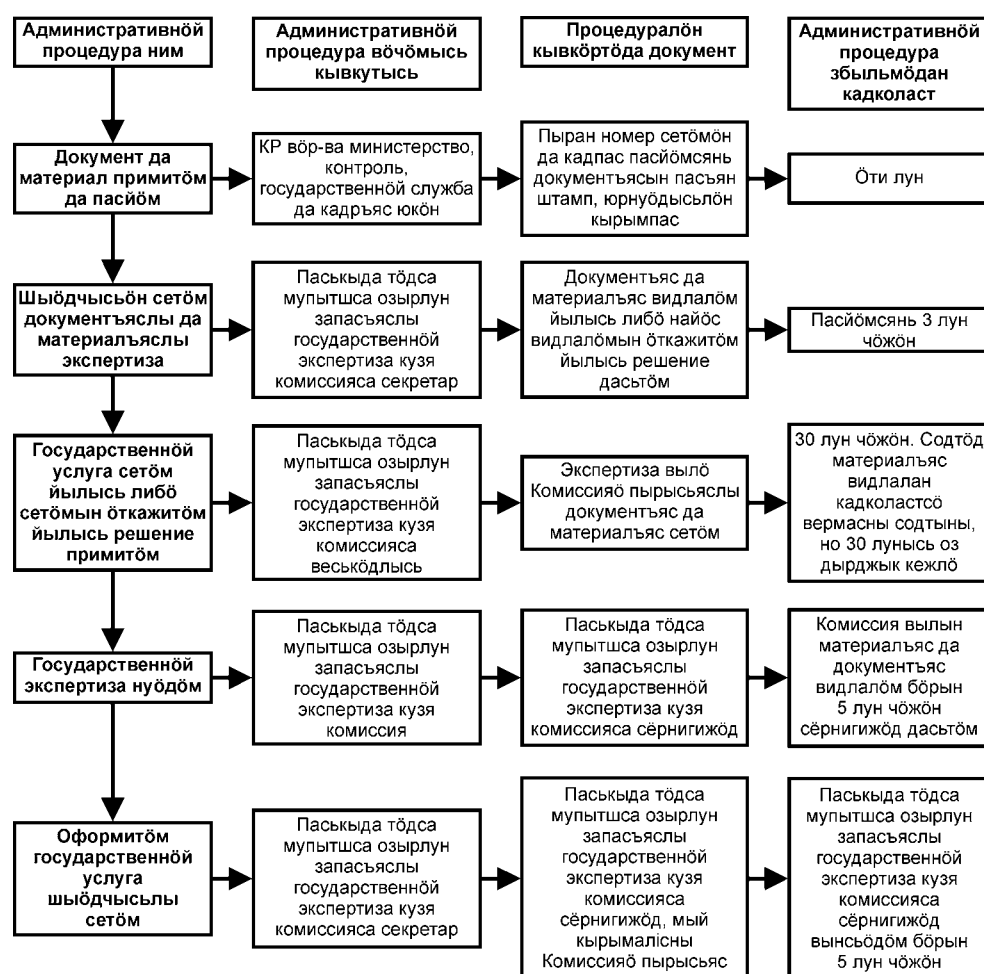 Административнӧй
процедура ним
Административнӧй
процедура вӧчӧмысь
кывкутысь
Процедуралӧн
кывкӧртӧда документ
Административнӧй
процедура
збыльмӧдан
кадколаст
Документ да
материал примитӧм
да пасйӧм
КР вӧр-ва министерство,
контроль,
государственнӧй служба
да кадръяс юкӧн
Пыран номер сетӧмӧн
да кадпас пасйӧмсянь
документъясын пасъян
штамп, юрнуӧдысьлӧн
кырымпас
Ӧти лун
Шыӧдчысьӧн сетӧм
документъяслы да
материалъяслы
экспертиза
Паськыда тӧдса
мупытшса озырлун
запасъяслы
государственнӧй
экспертиза кузя
комиссияса секретар
Документъяс да
материалъяс видлалӧм
йылысь либӧ найӧс
видлалӧмын ӧткажитӧм
йылысь решение
дасьтӧм
Пасйӧмсянь 3 лун
чӧжӧн
Государственнӧй
услуга сетӧм
йылысь либӧ
сетӧмын ӧткажитӧм
йылысь решение
примитӧм
Паськыда тӧдса
мупытшса озырлун
запасъяслы
государственнӧй
экспертиза кузя
комиссияса
веськӧдлысь
Экспертиза вылӧ
Комиссияӧ пырысьяслы
документъяс да
материалъяс сетӧм
30 лун чӧжӧн. Содтӧд
материалъяс
видлалан
кадколастсӧ
вермасны содтыны,
но 30 лунысь оз
дырджык кежлӧ
Государственнӧй
экспертиза нуӧдӧм
Паськыда тӧдса
мупытшса озырлун
запасъяслы
государственнӧй
экспертиза кузя
комиссия
Паськыда тӧдса
мупытшса озырлун
запасъяслы
государственнӧй
экспертиза кузя
комиссияса сёрнигижӧд
Комиссия вылын
материалъяс да
документъяс
видлалӧм бӧрын
5 лун чӧжӧн
сёрнигижӧд дасьтӧм
Оформитӧм
государственнӧй
услуга
шыӧдчысьлы
сетӧм
Паськыда тӧдса
мупытшса озырлун
запасъяслы
государственнӧй
экспертиза кузя
комиссияса секретар
Паськыда тӧдса
мупытшса озырлун
запасъяслы
государственнӧй
экспертиза кузя
комиссияса
сёрнигижӧд, мый
кырымалісны
Комиссияӧ пырысьяс
Паськыда тӧдса
мупытшса озырлун
запасъяслы
государственнӧй
экспертиза кузя
комиссияса
сёрнигижӧд
вынсьӧдӧм бӧрын
5 лун чӧжӧн